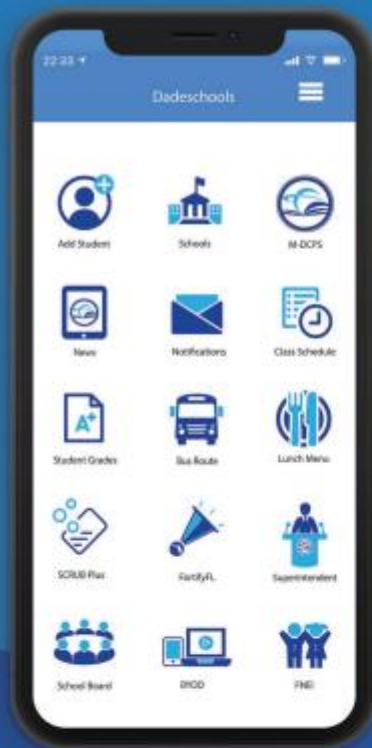 22:33
Dadeschools
Add Student
Schools
M-DCPS
News
Notifications
Class Schedule
A+
Student Grades
Bus Route
Lunch Menu
SCRUB Plus
FortifyFL
Superintendent
School Board
BYOD
FNEI